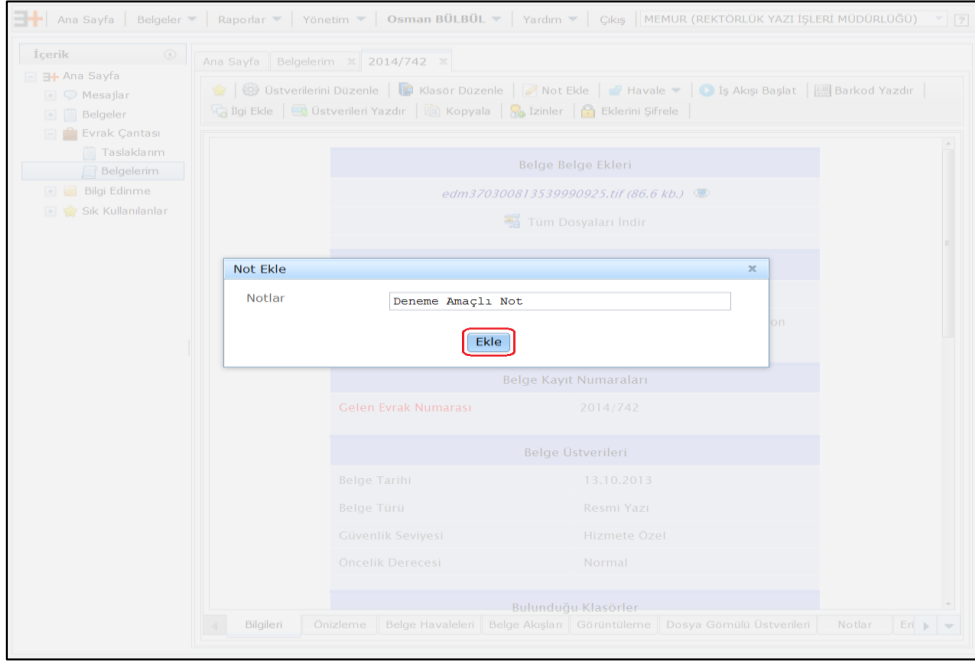 Ana Sayfa Belgeler Raporlar Yönetim Osman BÜLBÜL Yardım Çıkış MEMUR (REKTÖRLÜK YAZI İŞLERİ MÜDÜRLÜĞÜ) ?
İçerik
Ana Sayfa
Mesajlar
Belgeler
Evrak Çantası
Taslaklarım
Belgelerim
Bilgi Edinme
Sık Kullanılanlar
Ana Sayfa Belgelerim 2014/742
Üstverilerini Düzenle Klasör Düzenle Not Ekle Havale İş Akışı Başlat Barkod Yazdır
İlgi Ekle Üstverileri Yazdır Kopyala İzinler Eklerini Şifrele
Belge Belge Ekleri
edm370300813539990925.tif (86.6 kb.)
Tüm Dosyaları İndir
Not Ekle
Notlar Deneme Amaçlı Not
Ekle
on
Belge Kayıt Numaraları
Gelen Evrak Numarası 2014/742
Belge Üstverileri
Belge Tarihi 13.10.2013
Belge Türü Resmi Yazı
Güvenlik Seviyesi Hizmete Özel
Öncelik Derecesi Normal
Bulunduğu Klasörler
Bilgileri Önizleme Belge Havaleleri Belge Akışları Görüntüleme Dosya Gömülü Üstverileri Notlar Eri